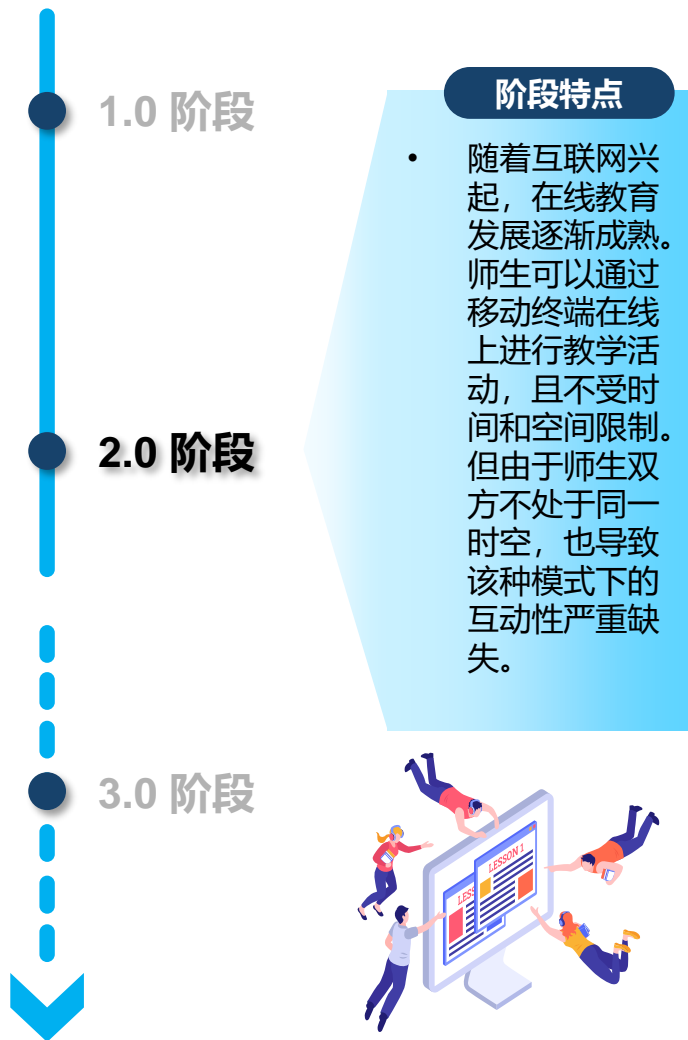 1.0 阶段
阶段特点
• 随着互联网兴
起，在线教育
发展逐渐成熟。
师生可以通过
移动终端在线
上进行教学活
动，且不受时
间和空间限制。
但由于师生双
方不处于同一
时空，也导致
该种模式下的
互动性严重缺
失。
2.0 阶段
3.0 阶段
LESSON 1
LESS